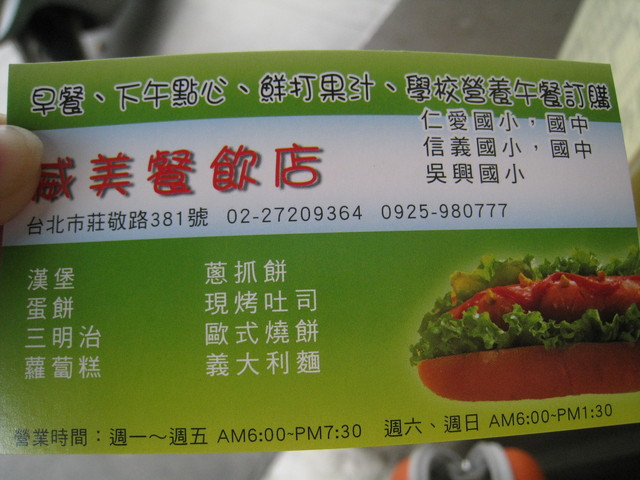 早餐、下午點心、鮮打果汁、學校營養午餐訂購
仁愛國小，國中
信義國小，國中
吳興國小
威美餐飲店
台北市莊敬路381號 02-27209364 0925-980777
漢堡
蛋餅
三明治
蘿蔔糕
蔥抓餅
現烤吐司
歐式燒餅
義大利麵
營業時間：週一～週五 AM6:00~PM7:30 週六、週日 AM6:00~PM1:30